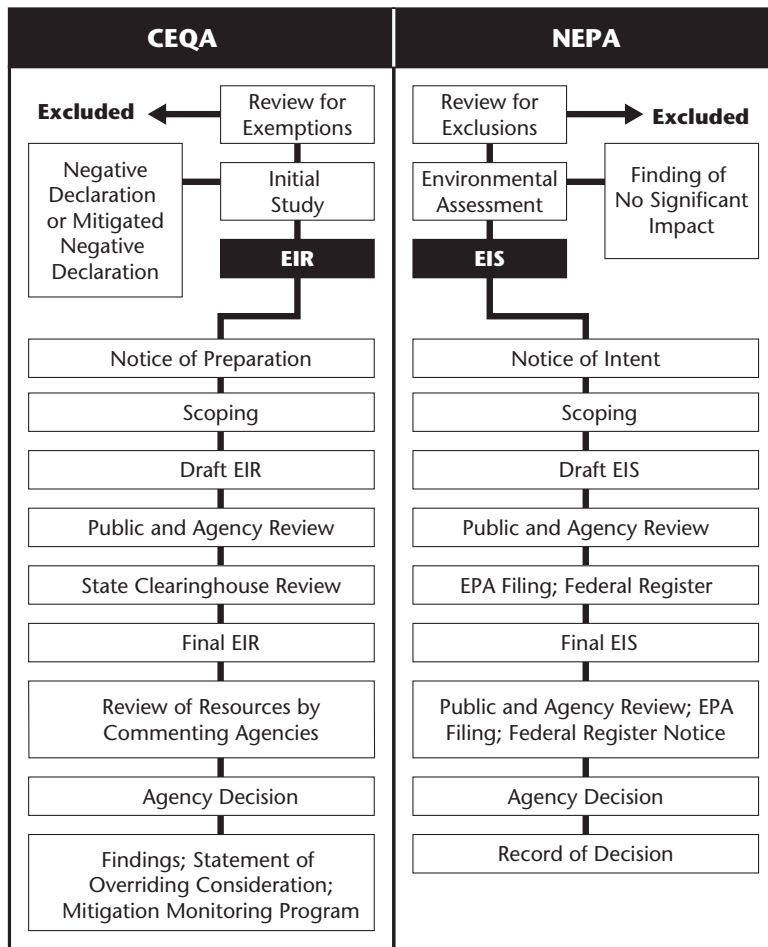 CEQA
Excluded
Review for
Exemptions
Negative
Declaration
or Mitigated
Negative
Declaration
Initial
Study
EIR
Notice of Preparation
Scoping
Draft EIR
Public and Agency Review
State Clearinghouse Review
Final EIR
Review of Resources by
Commenting Agencies
Agency Decision
Findings; Statement of
Overriding Consideration;
Mitigation Monitoring Program
NEPA
Review for
Exclusions
Excluded
Environmental
Assessment
Finding of
No Significant
Impact
EIS
Notice of Intent
Scoping
Draft EIS
Public and Agency Review
EPA Filing; Federal Register
Final EIS
Public and Agency Review; EPA
Filing; Federal Register Notice
Agency Decision
Record of Decision